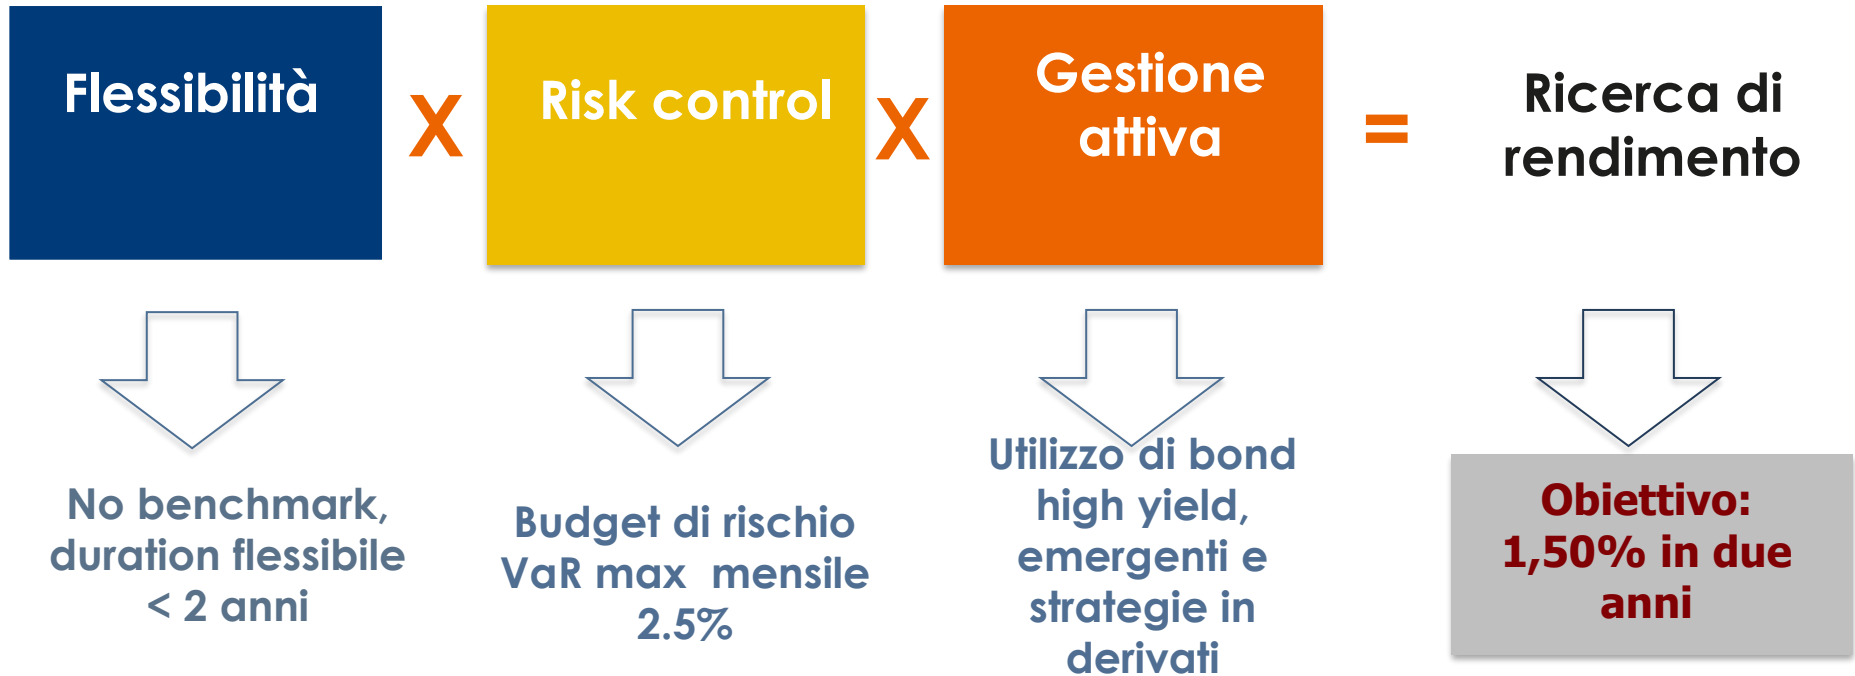 Flessibilità
X
Risk control
X
Gestione
attiva
=
Ricerca di
rendimento
No benchmark,
duration flessibile
< 2 anni
Budget di rischio
VaR max  mensile
2.5%
Utilizzo di bond
high yield,
emergenti e
strategie in
derivati
Obiettivo:
1,50% in due
anni